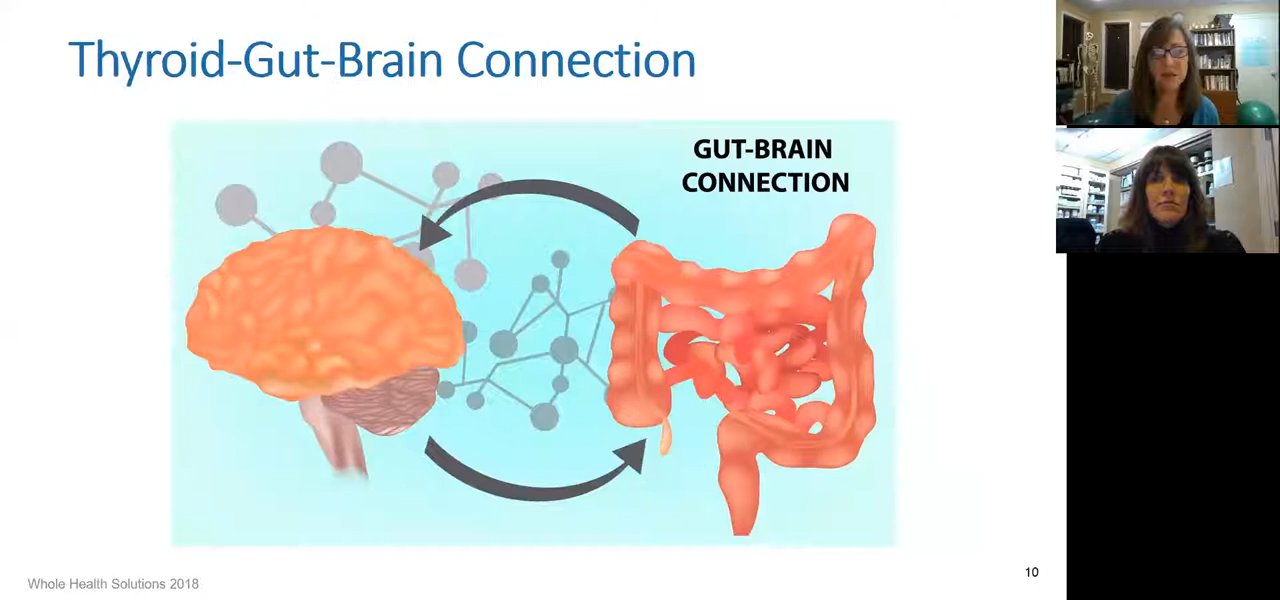 Thyroid-Gut-Brain Connection
GUT-BRAIN
CONNECTION
Whole Health Solutions 2018
10